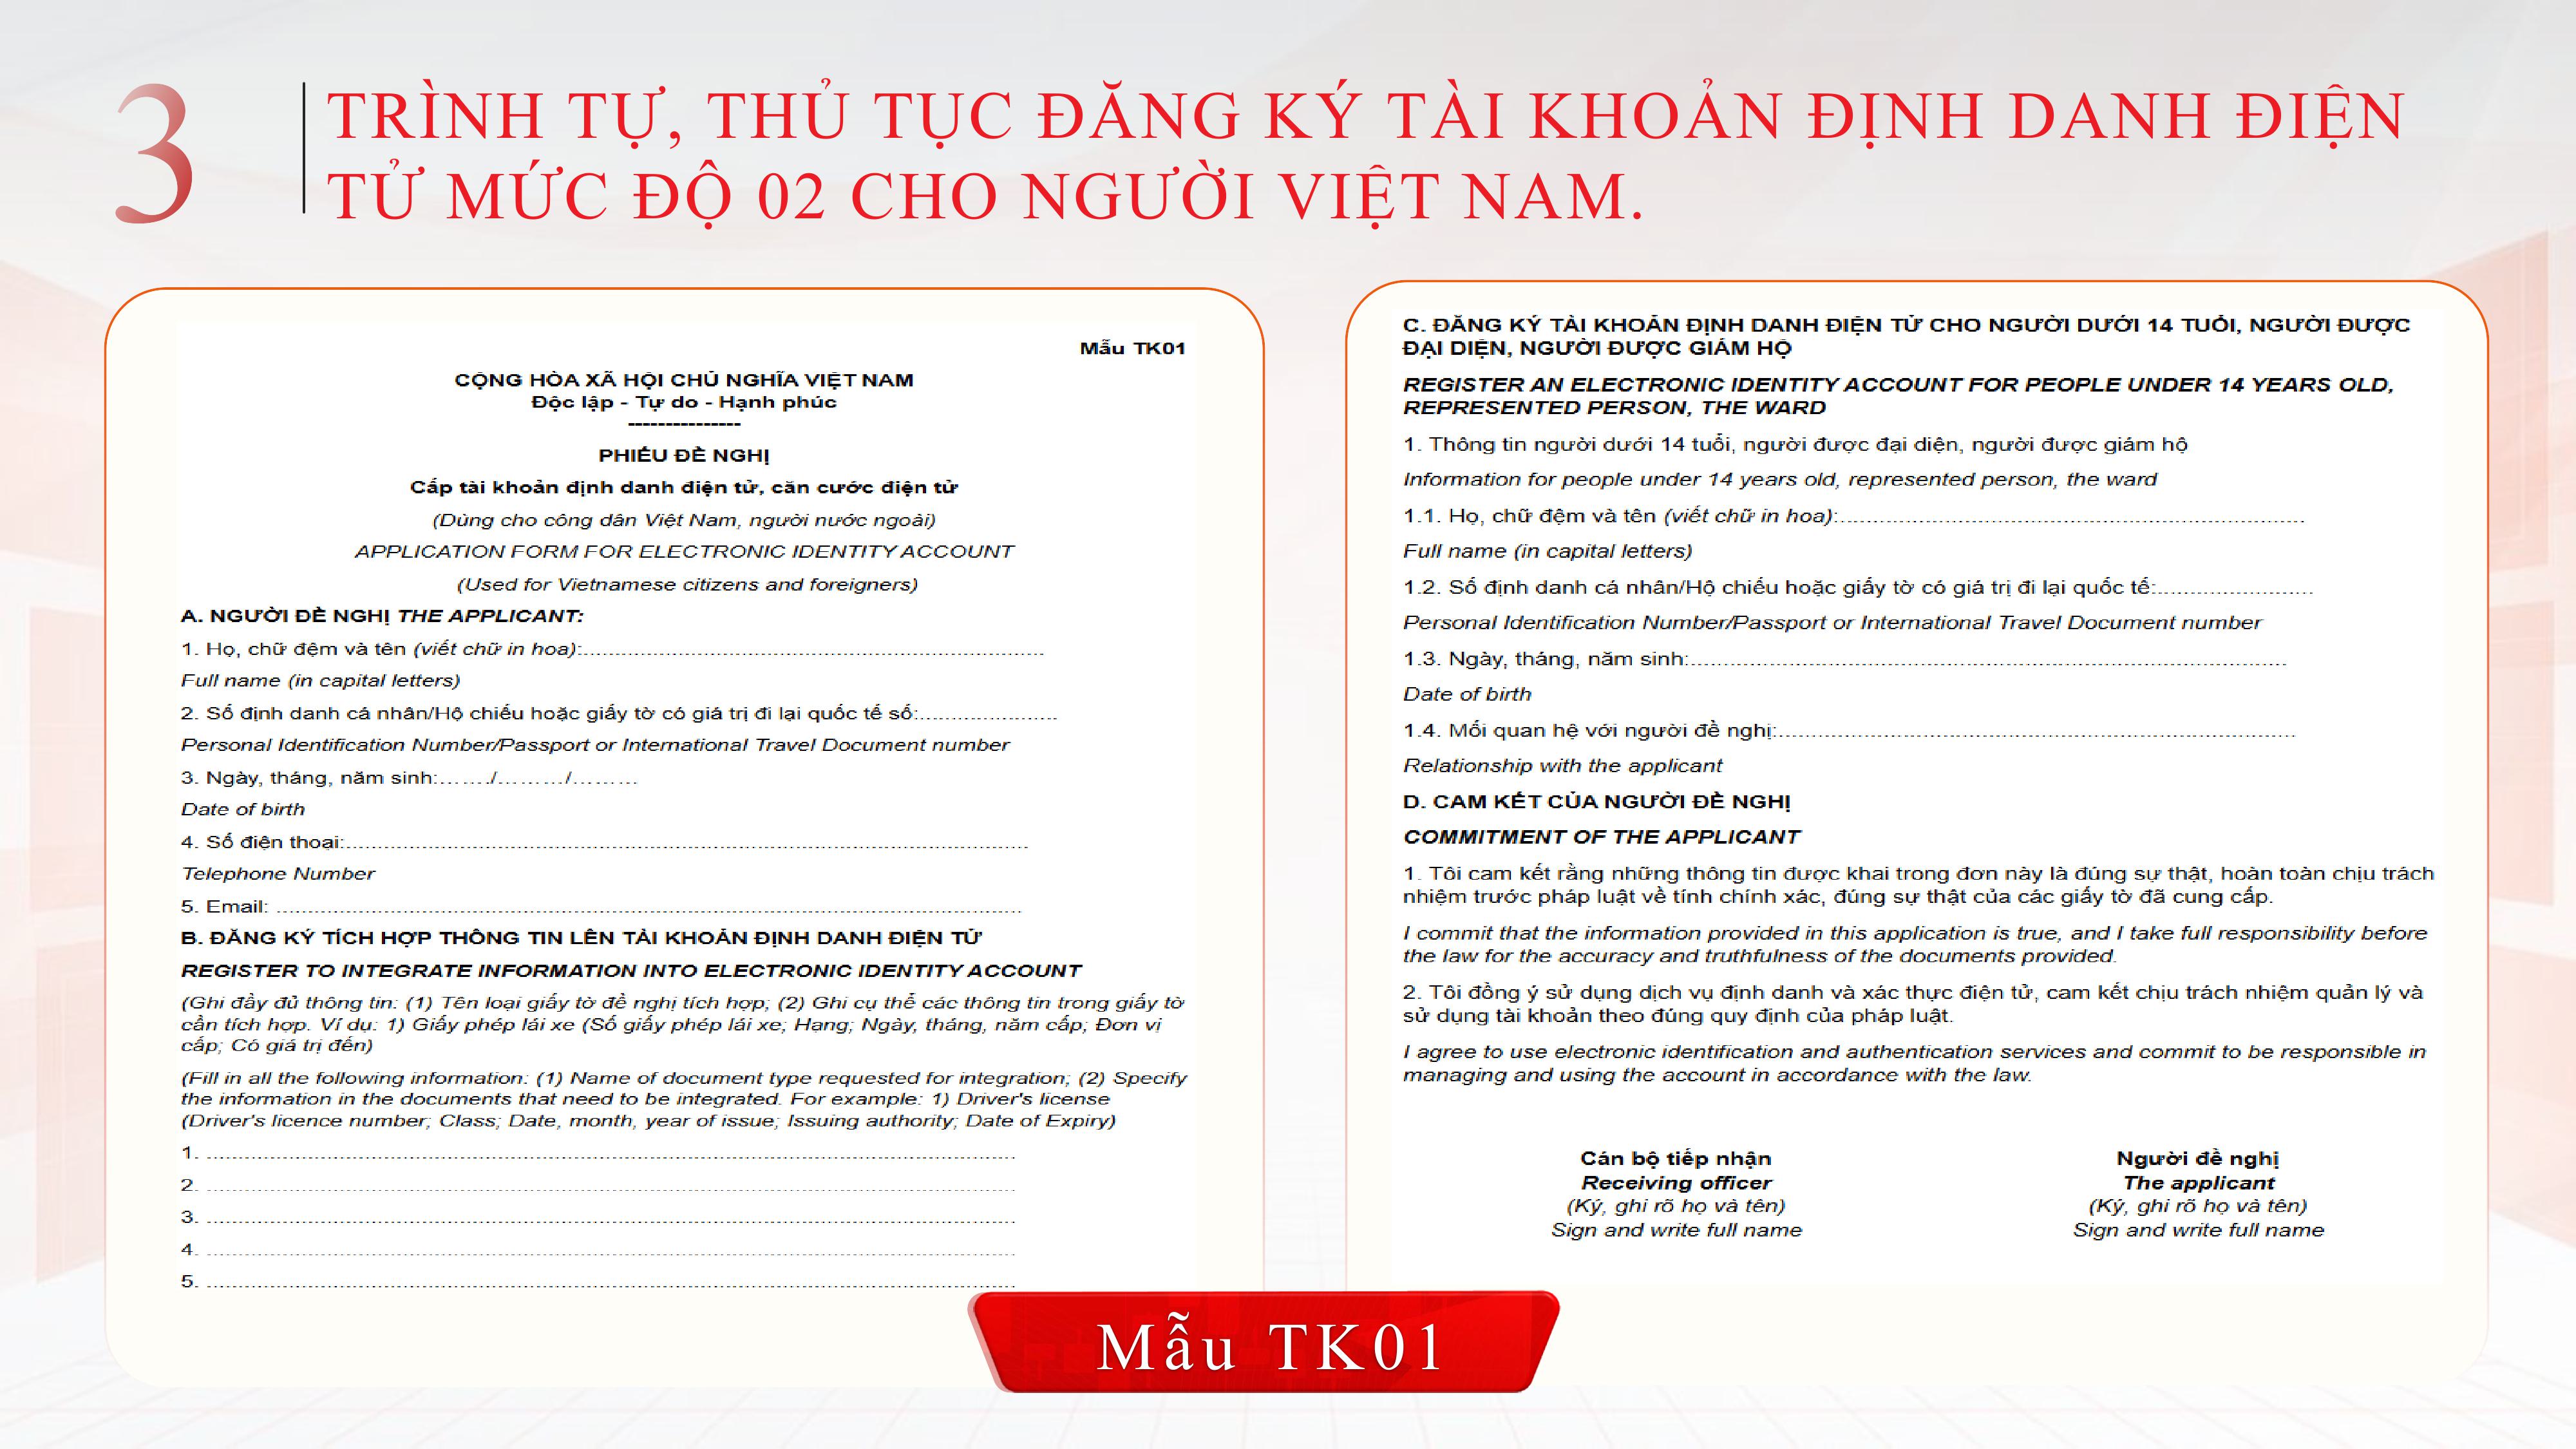 3
TRÌNH TỰ, THỦ TỤC ĐĂNG KÝ TÀI KHOẢN ĐỊNH DANH ĐIỆN
TỬ MỨC ĐỘ 02 CHO NGƯỜI VIỆT NAM.
Mẫu TK01
CỘNG HÒA XÃ HỘI CHỦ NGHĨA VIỆT NAM
Độc lập - Tự do - Hạnh phúc
---------------
PHIẾU ĐỀ NGHỊ
Cấp tài khoản định danh điện tử, căn cước điện tử
(Dùng cho công dân Việt Nam, người nước ngoài)
APPLICATION FORM FOR ELECTRONIC IDENTITY ACCOUNT
(Used for Vietnamese citizens and foreigners)
A. NGƯỜI ĐỀ NGHỊ THE APPLICANT:
1. Họ, chữ đệm và tên (viết chữ in hoa):..........................................................................
Full name (in capital letters)
2. Số định danh cá nhân/Hộ chiếu hoặc giấy tờ có giá trị đi lại quốc tế số:......................
Personal Identification Number/Passport or International Travel Document number
3. Ngày, tháng, năm sinh:……./………/………
Date of birth
4. Số điện thoại:.............................................................................................................
Telephone Number
5. Email: .......................................................................................................................
B. ĐĂNG KÝ TÍCH HỢP THÔNG TIN LÊN TÀI KHOẢN ĐỊNH DANH ĐIỆN TỬ
REGISTER TO INTEGRATE INFORMATION INTO ELECTRONIC IDENTITY ACCOUNT
(Ghi đầy đủ thông tin: (1) Tên loại giấy tờ đề nghị tích hợp; (2) Ghi cụ thể các thông tin trong giấy tờ
cần tích hợp. Ví dụ: 1) Giấy phép lái xe (Số giấy phép lái xe; Hạng; Ngày, tháng, năm cấp; Đơn vị
cấp; Có giá trị đến)
(Fill in all the following information: (1) Name of document type requested for integration; (2) Specify
the information in the documents that need to be integrated. For example: 1) Driver's license
(Driver's licence number; Class; Date, month, year of issue; Issuing authority; Date of Expiry)
1. .................................................................................................................................
2. .................................................................................................................................
3. .................................................................................................................................
4. .................................................................................................................................
5. .................................................................................................................................
C. ĐĂNG KÝ TÀI KHOẢN ĐỊNH DANH ĐIỆN TỬ CHO NGƯỜI DƯỚI 14 TUỔI, NGƯỜI ĐƯỢC
ĐẠI DIỆN, NGƯỜI ĐƯỢC GIÁM HỘ
REGISTER AN ELECTRONIC IDENTITY ACCOUNT FOR PEOPLE UNDER 14 YEARS OLD,
REPRESENTED PERSON, THE WARD
1. Thông tin người dưới 14 tuổi, người được đại diện, người được giám hộ
Information for people under 14 years old, represented person, the ward
1.1. Họ, chữ đệm và tên (viết chữ in hoa):.......................................................................
Full name (in capital letters)
1.2. Số định danh cá nhân/Hộ chiếu hoặc giấy tờ có giá trị đi lại quốc tế:........................
Personal Identification Number/Passport or International Travel Document number
1.3. Ngày, tháng, năm sinh:...........................................................................................
Date of birth
1.4. Mối quan hệ với người đề nghị:...............................................................................
Relationship with the applicant
D. CAM KẾT CỦA NGƯỜI ĐỀ NGHỊ
COMMITMENT OF THE APPLICANT
1. Tôi cam kết rằng những thông tin được khai trong đơn này là đúng sự thật, hoàn toàn chịu trách
nhiệm trước pháp luật về tính chính xác, đúng sự thật của các giấy tờ đã cung cấp.
I commit that the information provided in this application is true, and I take full responsibility before
the law for the accuracy and truthfulness of the documents provided.
2. Tôi đồng ý sử dụng dịch vụ định danh và xác thực điện tử, cam kết chịu trách nhiệm quản lý và
sử dụng tài khoản theo đúng quy định của pháp luật.
I agree to use electronic identification and authentication services and commit to be responsible in
managing and using the account in accordance with the law.
Cán bộ tiếp nhận
Receiving officer
(Ký, ghi rõ họ và tên)
Sign and write full name
Người đề nghị
The applicant
(Ký, ghi rõ họ và tên)
Sign and write full name
Mẫu TK01